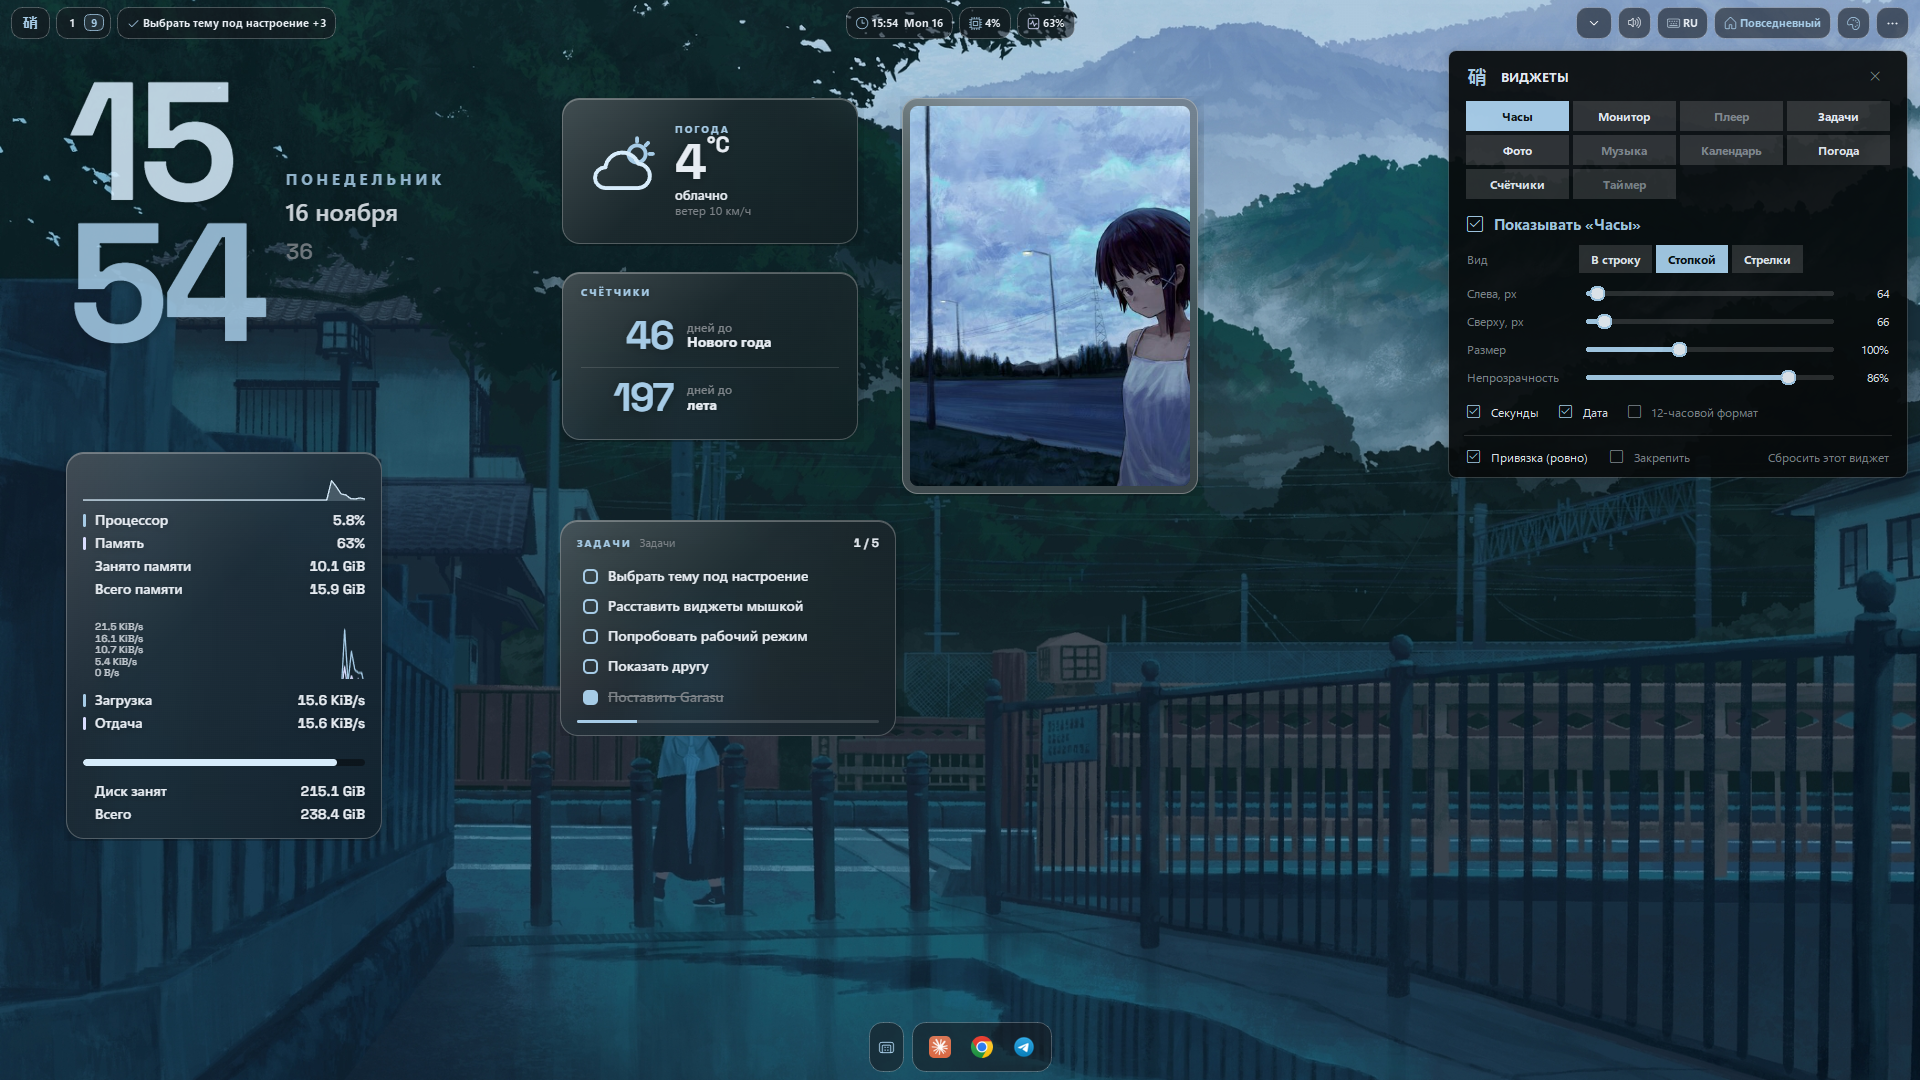 硝
1 9
Выбрать тему под настроение +3
15:54 Mon 16
4%
63%
RU
Повседневный
15
54
ПОНЕДЕЛЬНИК
16 ноября
36
ПОГОДА
4°C
облачно
ветер 10 км/ч
СЧЁТЧИКИ
46 дней до
Нового года
197 дней до
лета
Процессор 5.8%
Память 63%
Занято памяти 10.1 GiB
Всего памяти 15.9 GiB
21.5 KiB/s
16.1 KiB/s
10.7 KiB/s
5.4 KiB/s
0 B/s
Загрузка 15.6 KiB/s
Отдача 15.6 KiB/s
Диск занят 215.1 GiB
Всего 238.4 GiB
ЗАДАЧИ Задачи 1 / 5
Выбрать тему под настроение
Расставить виджеты мышкой
Попробовать рабочий режим
Показать другу
Поставить Garasu
硝 ВИДЖЕТЫ
Часы Монитор Плеер Задачи
Фото Музыка Календарь Погода
Счётчики Таймер
Показывать «Часы»
Вид В строку Стопкой Стрелки
Слева, px 64
Сверху, px 66
Размер 100%
Непрозрачность 86%
Секунды Дата 12-часовой формат
Привязка (ровно) Закрепить Сбросить этот виджет